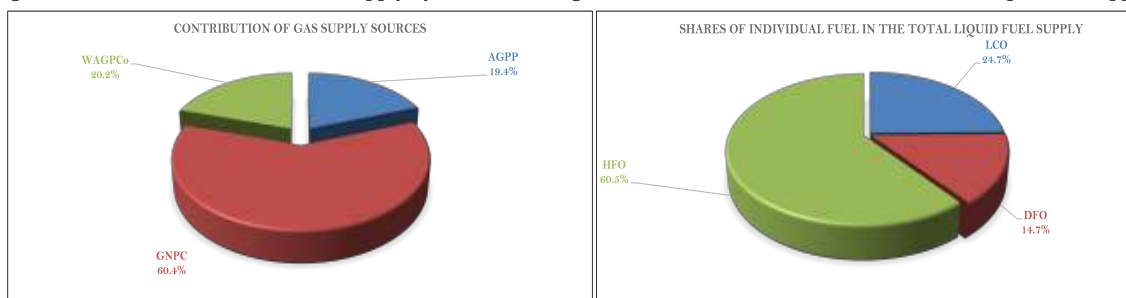 CONTRIBUTION OF GAS SUPPLY SOURCES
WAGPCo
20.2%
AGPP
19.4%
GNPC
60.4%
SHARES OF INDIVIDUAL FUEL IN THE TOTAL LIQUID FUEL SUPPLY
LCO
24.7%
HFO
60.5%
DFO
14.7%